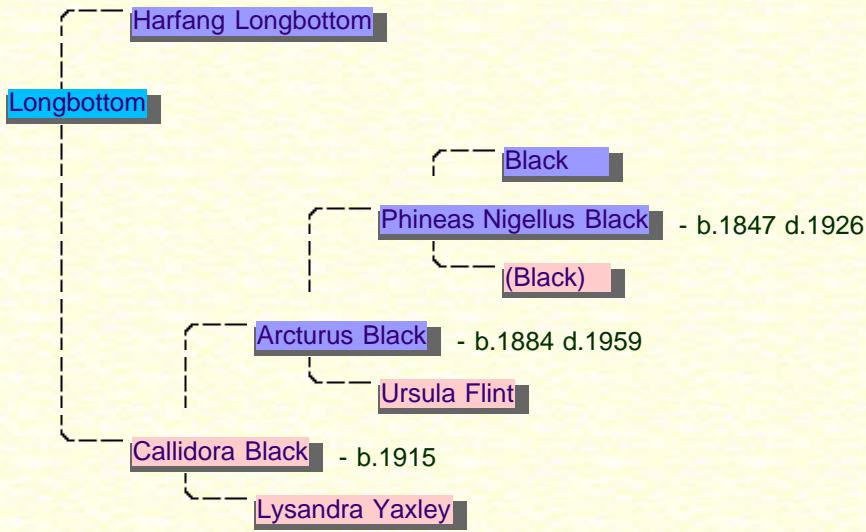 Harfang Longbottom
Longbottom
Black
Phineas Nigellus Black - b.1847 d.1926
(Black)
Arcturus Black - b.1884 d.1959
Ursula Flint
Callidora Black - b.1915
Lysandra Yaxley